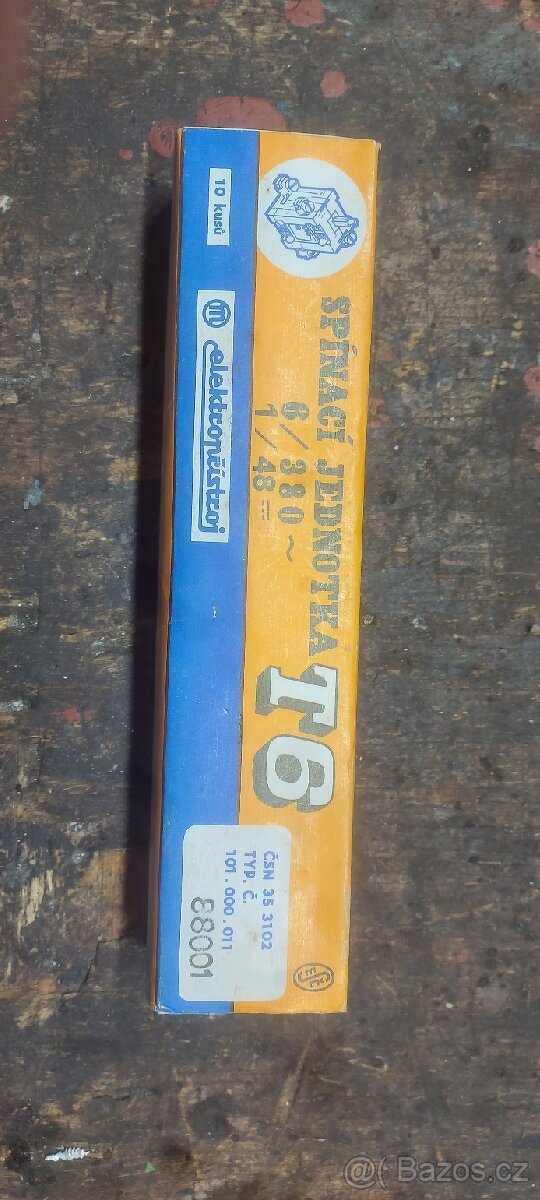 SPÍNACÍ JEDNOTKA T6
6/380 ~
1/48 ⎓
10 kusů
elektropřístroj
ČSN 35 3102
TYP. Č.
101.000.011
88001
ESČ
@ Bazos.cz